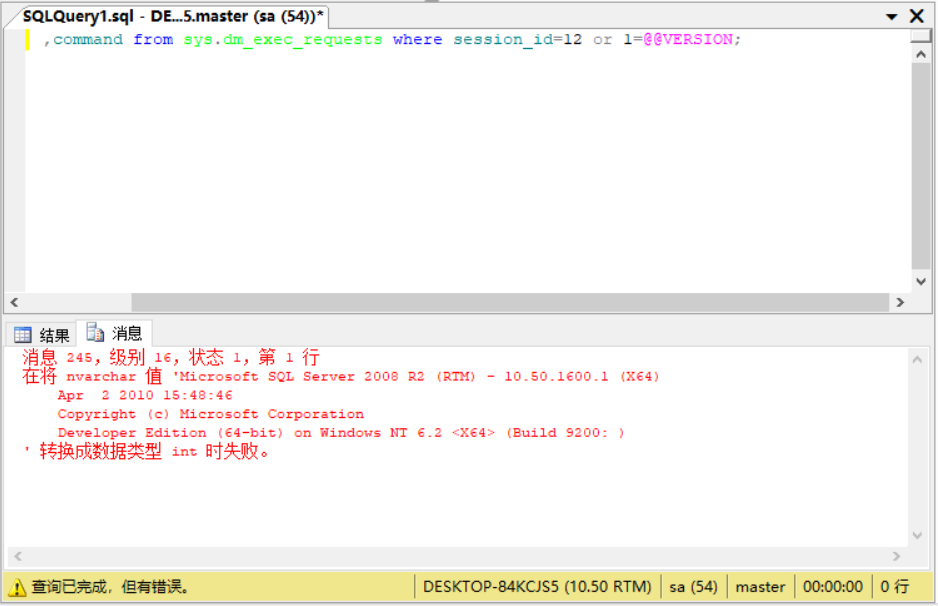 SQLQuery1.sql - DE...5.master (sa (54))*
,command from sys.dm_exec_requests where session_id=12 or 1=@@VERSION;
结果 消息
消息 245，级别 16，状态 1，第 1 行
在将 nvarchar 值 'Microsoft SQL Server 2008 R2 (RTM) - 10.50.1600.1 (X64)
Apr  2 2010 15:48:46
Copyright (c) Microsoft Corporation
Developer Edition (64-bit) on Windows NT 6.2 <X64> (Build 9200: )
' 转换成数据类型 int 时失败。
查询已完成，但有错误。 DESKTOP-84KCJS5 (10.50 RTM) sa (54) master 00:00:00 0 行